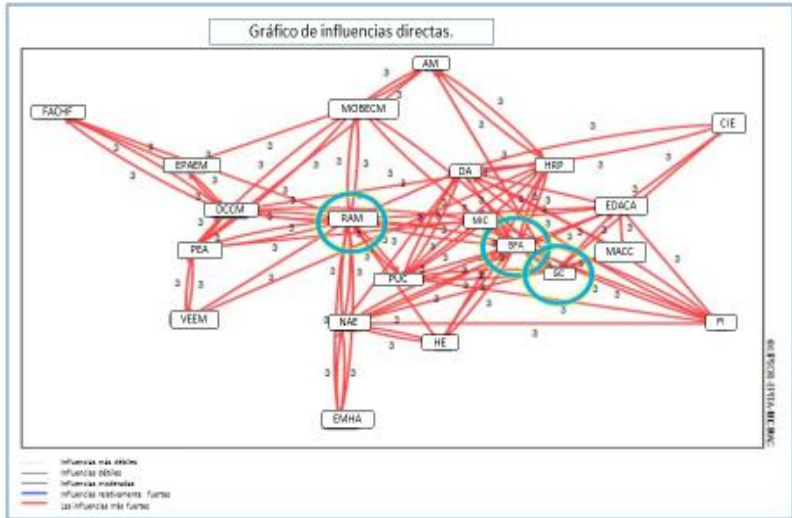 Gráfico de influencias directas.
AM
FACHF
MOBECM
CIE
EPAEM
DA
HRP
DCCM
RAM
MIC
EDACA
PEA
BFA
MACC
PUC
SC
VEEM
NAE
PI
HE
EMHA
3
Influencias más débiles
Influencias débiles
Influencias moderadas
Influencias relativamente fuertes
Las influencias más fuertes